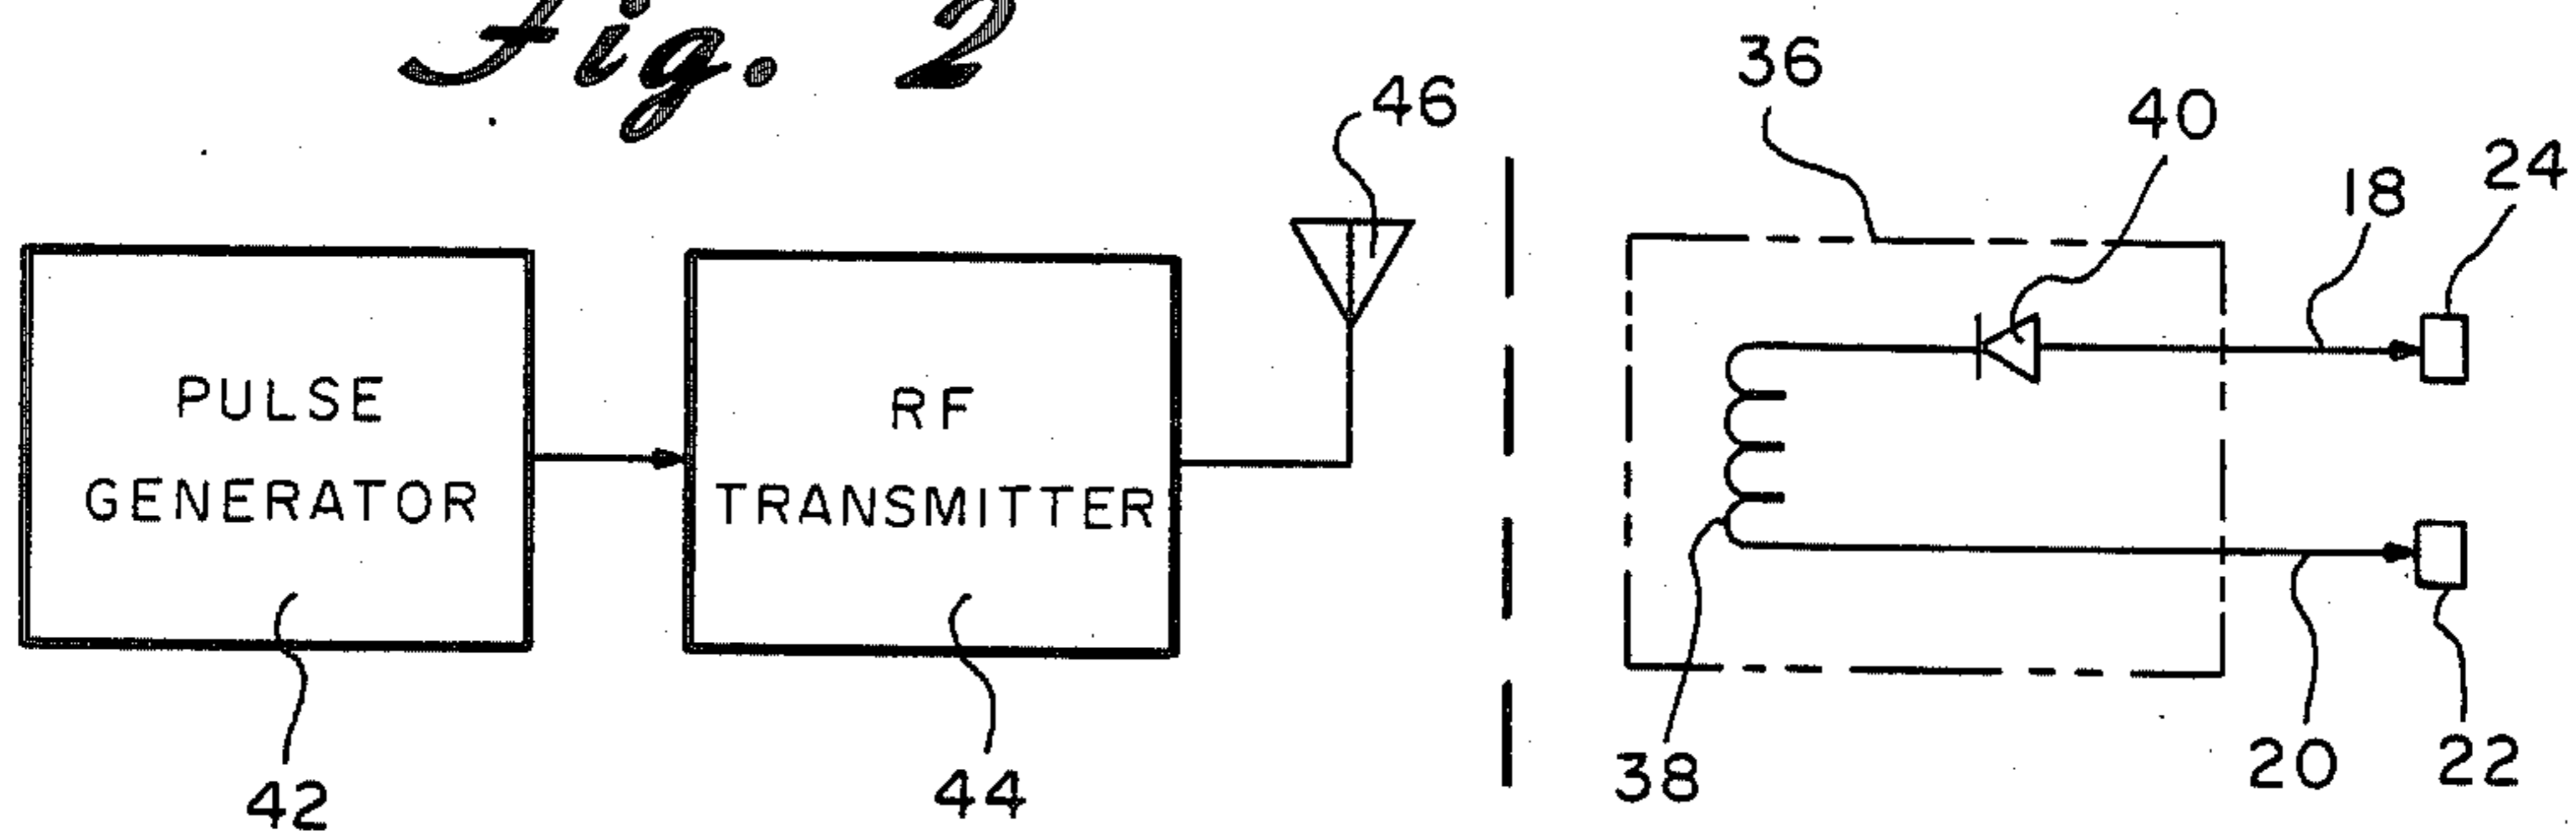 Fig. 2
36
46
40
24
18
PULSE
GENERATOR
RF
TRANSMITTER
42
44
38
20
22